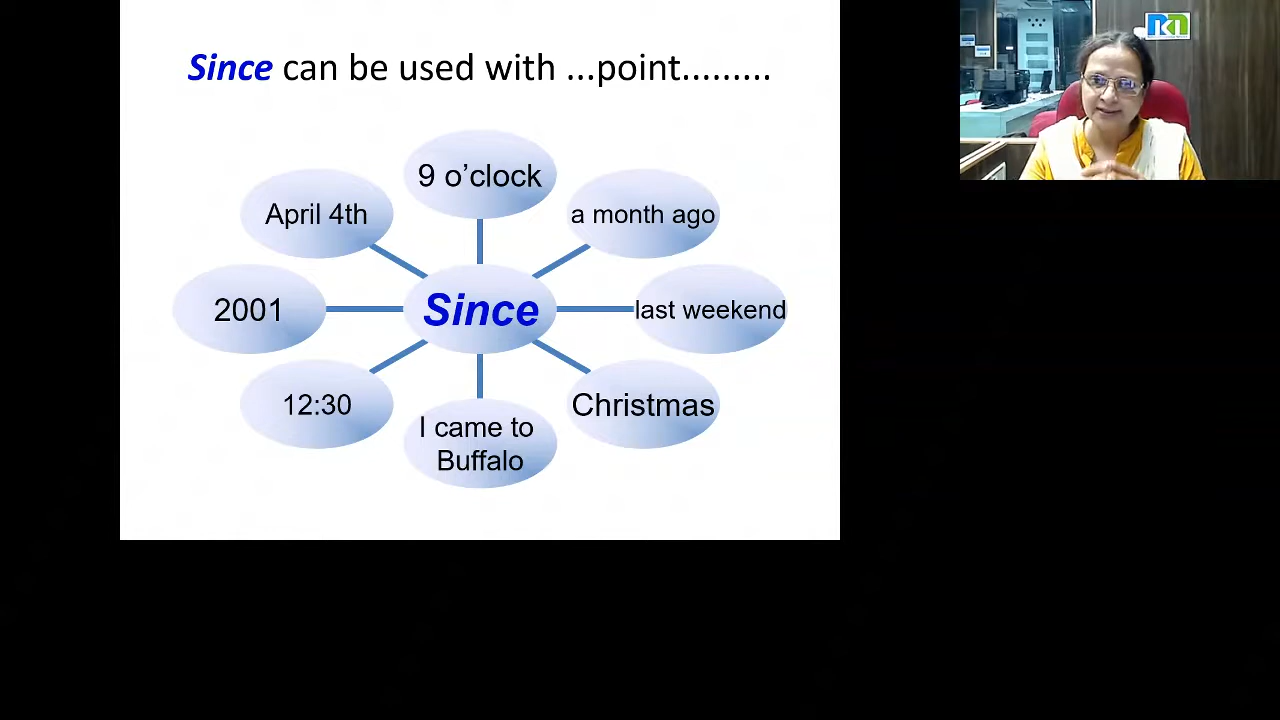 Since can be used with ...point.........
9 o’clock
April 4th
a month ago
2001
Since
last weekend
12:30
Christmas
I came to
Buffalo